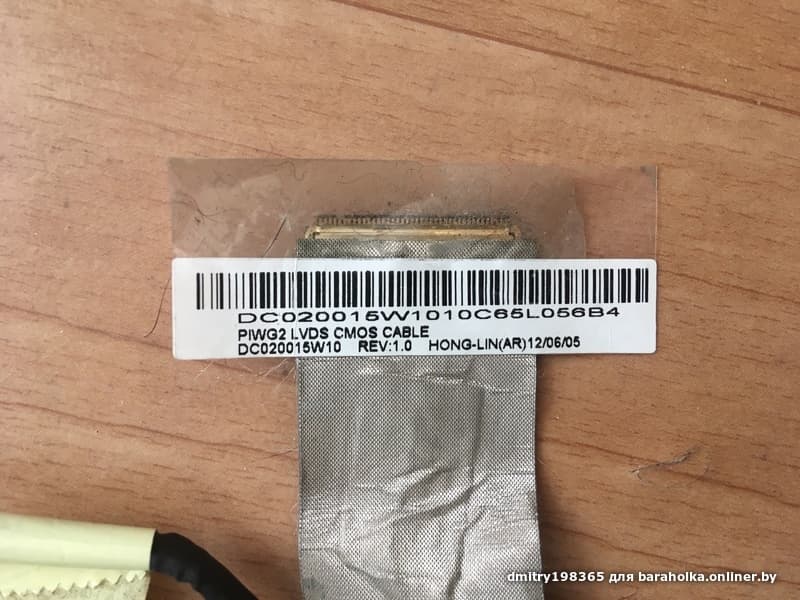 DC020015W1010C65L056B4
PIWG2 LVDS CMOS CABLE
DC020015W10 REV:1.0 HONG-LIN(AR)12/06/05
dmitry198365 для baraholka.onliner.by